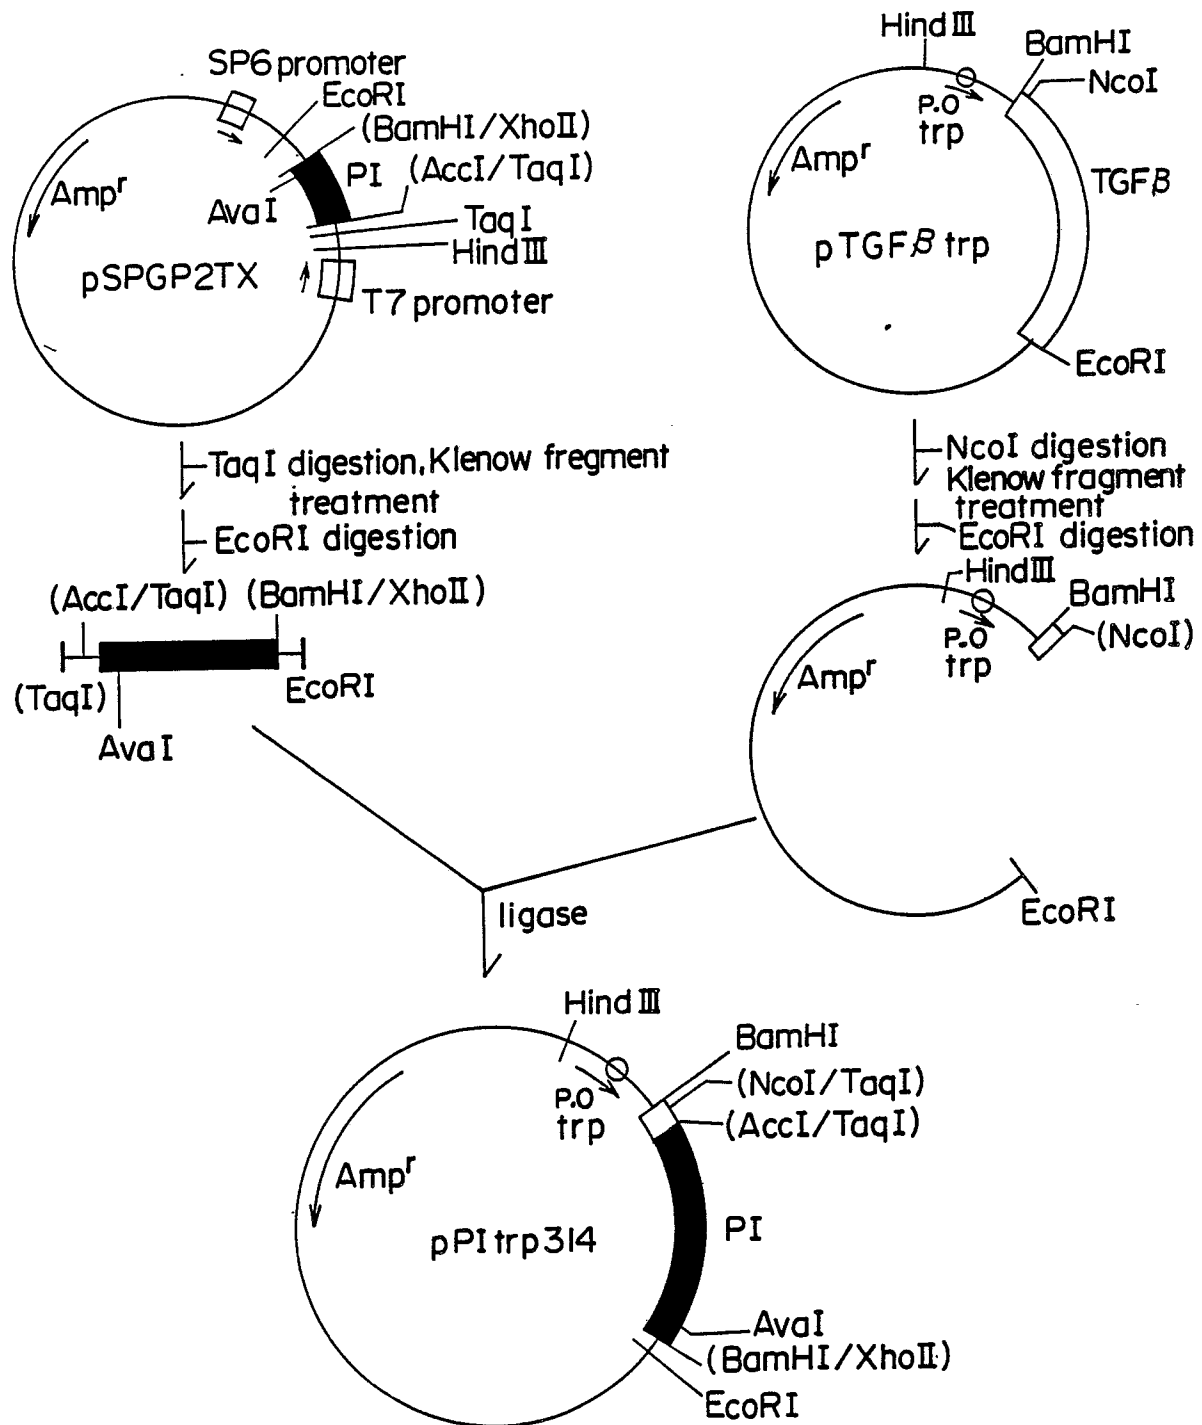 SP6 promoter
EcoRI
(BamHI/XhoII)
PI
(AccI/TaqI)
Ampʳ
AvaI
TaqI
HindIII
pSPGP2TX
T7 promoter
HindIII
BamHI
NcoI
P.O
trp
Ampʳ
TGFβ
pTGFβ trp
EcoRI
TaqI digestion, Klenow fregment
treatment
EcoRI digestion
NcoI digestion
Klenow fragment
treatment
EcoRI digestion
(AccI/TaqI) (BamHI/XhoII)
(TaqI)
EcoRI
AvaI
HindIII
BamHI
(NcoI)
P.O
trp
Ampʳ
EcoRI
ligase
HindIII
BamHI
(NcoI/TaqI)
(AccI/TaqI)
P.O
trp
Ampʳ
pPItrp314
PI
AvaI
(BamHI/XhoII)
EcoRI